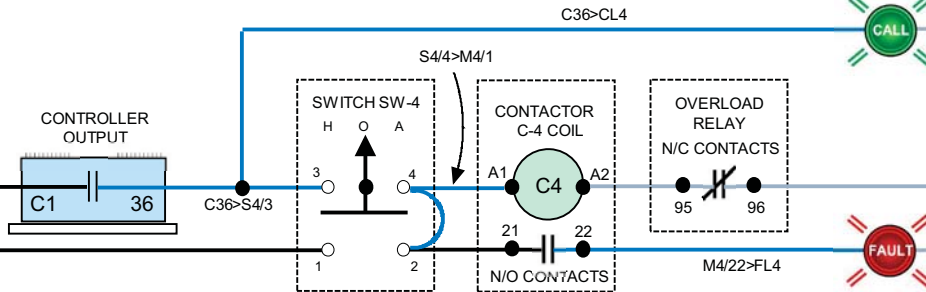 C36>CL4
CALL
S4/4>M4/1
SWITCH SW-4
H O A
CONTROLLER
OUTPUT
CONTACTOR
C-4 COIL
OVERLOAD
RELAY
N/C CONTACTS
C1
36
C36>S4/3
3
4
A1
C4
A2
95
96
1
2
21
22
N/O CONTACTS
M4/22>FL4
FAULT